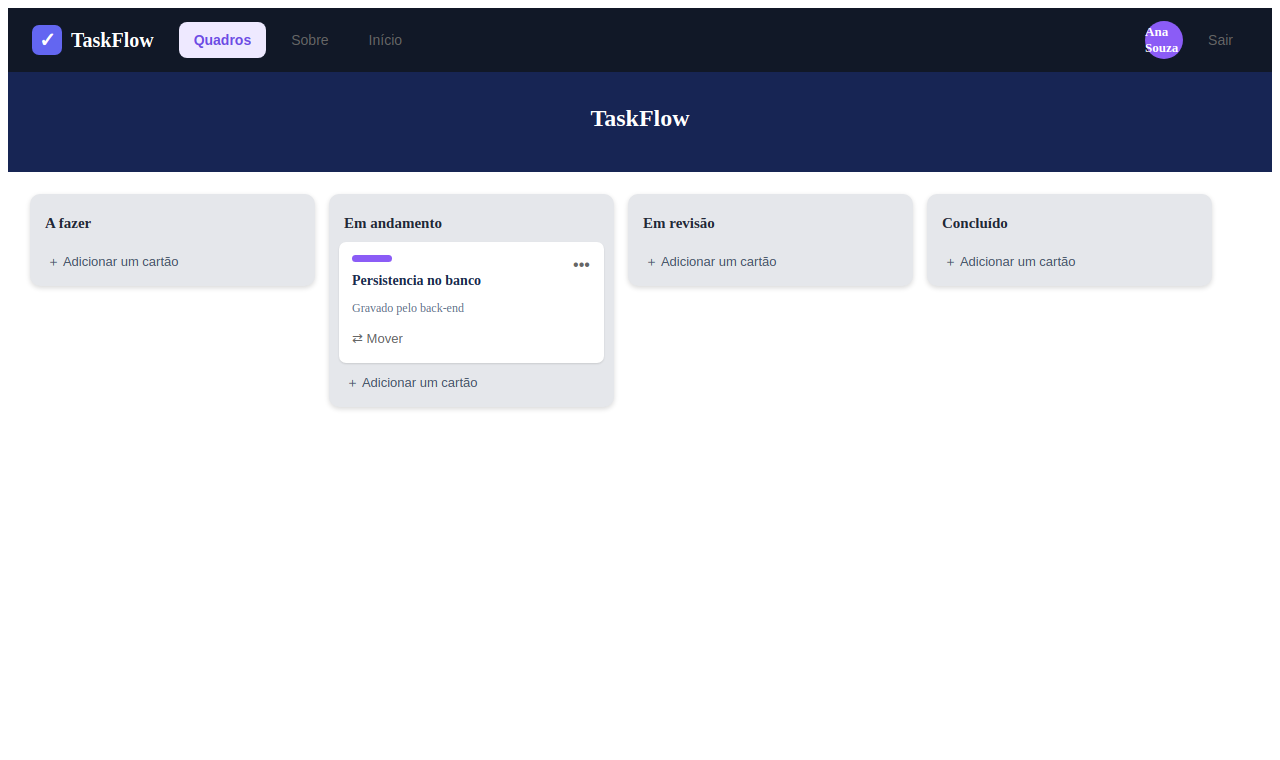 ✓ TaskFlow Quadros Sobre Início Ana Souza Sair
TaskFlow
A fazer
+ Adicionar um cartão
Em andamento
•••
Persistencia no banco
Gravado pelo back-end
⇄ Mover
+ Adicionar um cartão
Em revisão
+ Adicionar um cartão
Concluído
+ Adicionar um cartão